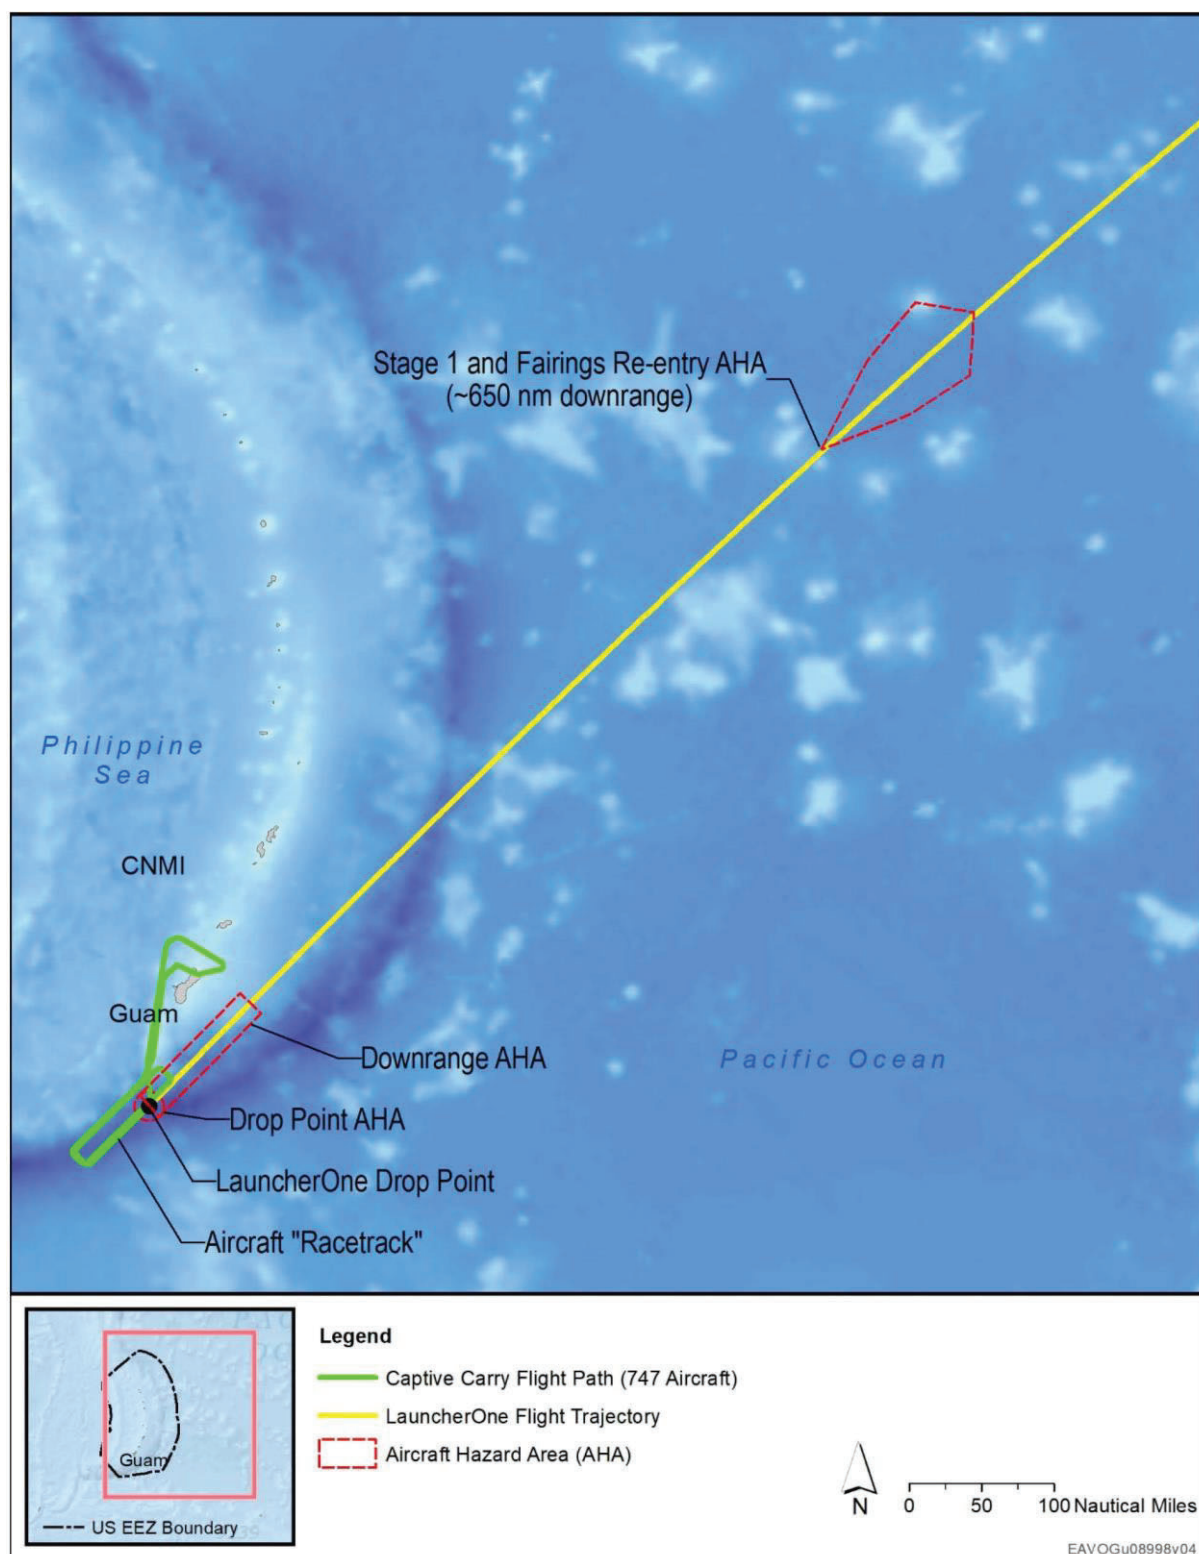 Stage 1 and Fairings Re-entry AHA
(~650 nm downrange)
Philippine
Sea
CNMI
Guam
Downrange AHA
Pacific Ocean
Drop Point AHA
LauncherOne Drop Point
Aircraft "Racetrack"
Guam
US EEZ Boundary
Legend
Captive Carry Flight Path (747 Aircraft)
LauncherOne Flight Trajectory
Aircraft Hazard Area (AHA)
N
0 50 100 Nautical Miles
EAVOGu08998v04